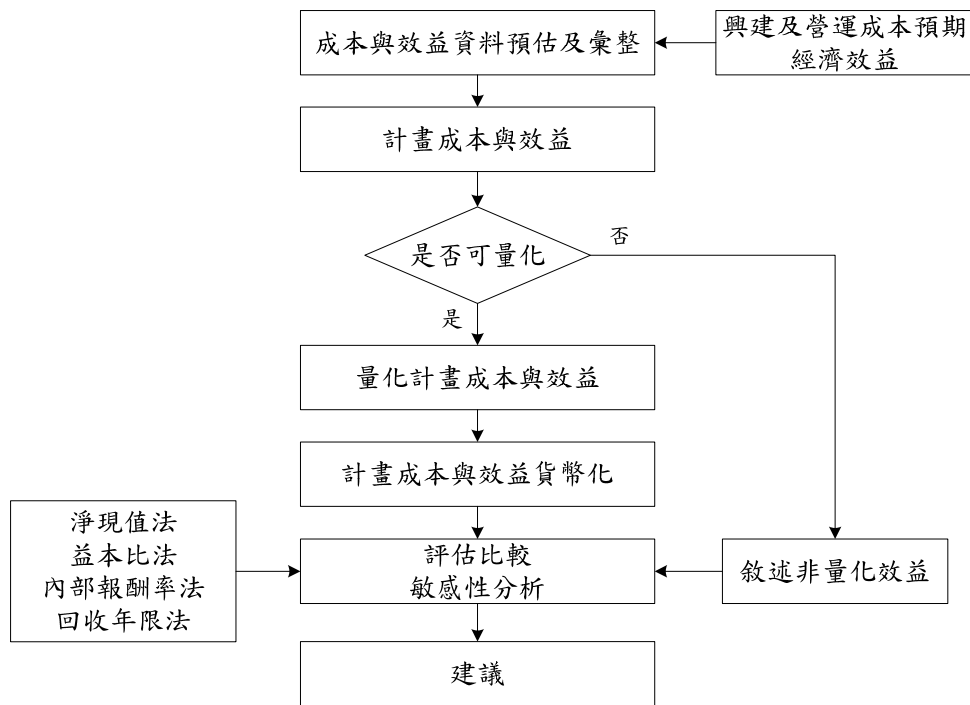 成本與效益資料預估及彙整
興建及營運成本預期
經濟效益
計畫成本與效益
是否可量化
否
是
量化計畫成本與效益
計畫成本與效益貨幣化
淨現值法
益本比法
內部報酬率法
回收年限法
評估比較
敏感性分析
敘述非量化效益
建議